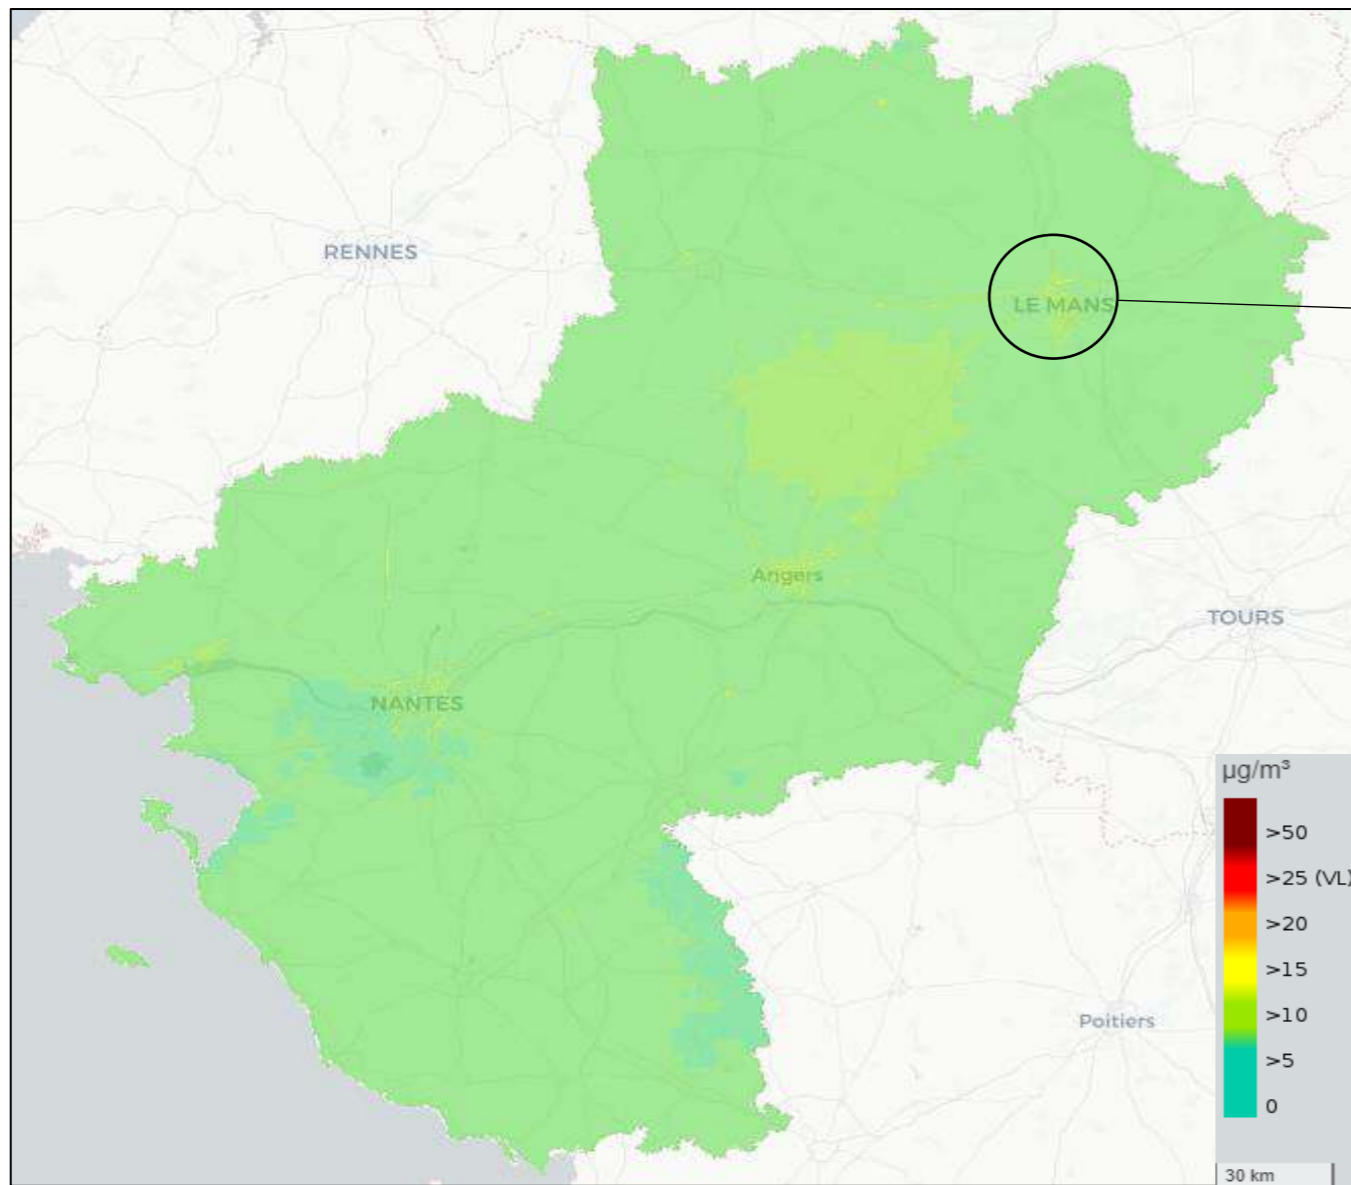 RENNES
LE MANS
Angers
TOURS
NANTES
Poitiers
µg/m³
>50
>25 (VL)
>20
>15
>10
>5
0
30 km